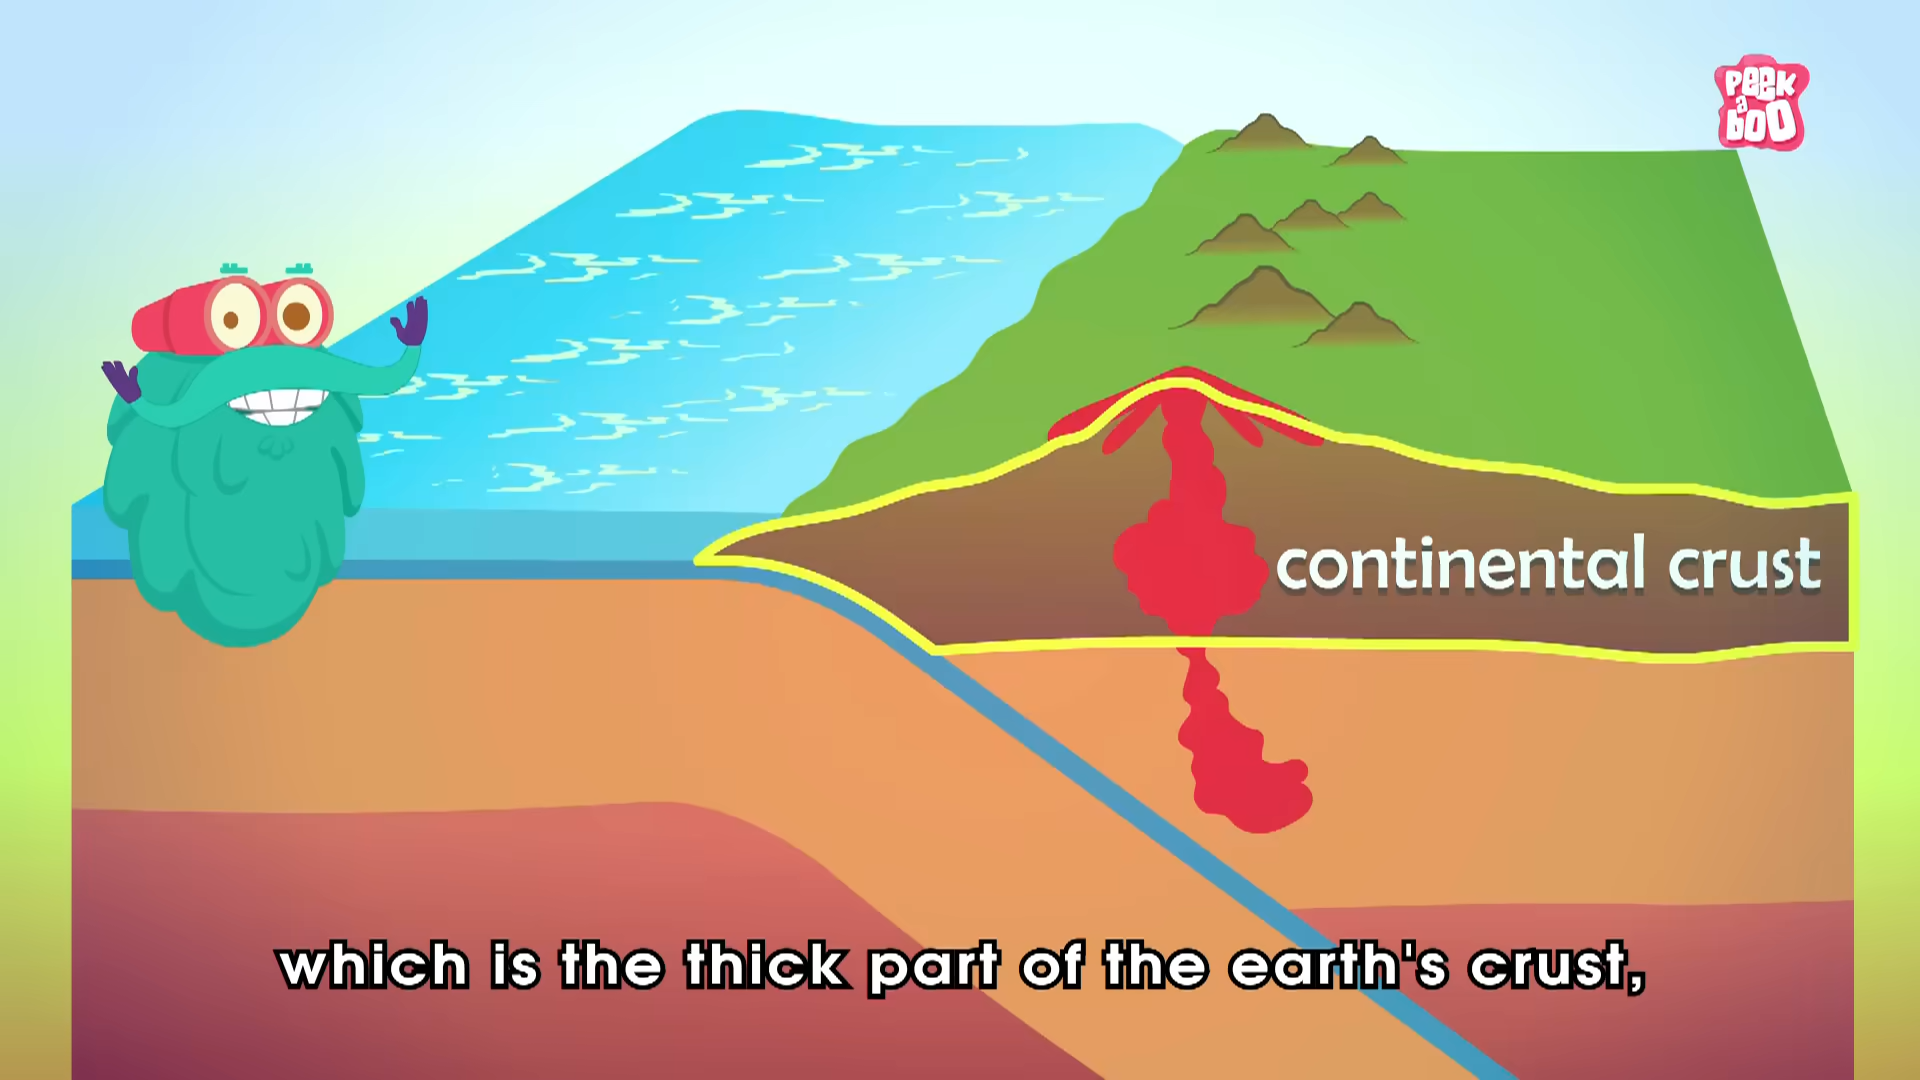 PEEK
a
BOO
continental crust
which is the thick part of the earth's crust,